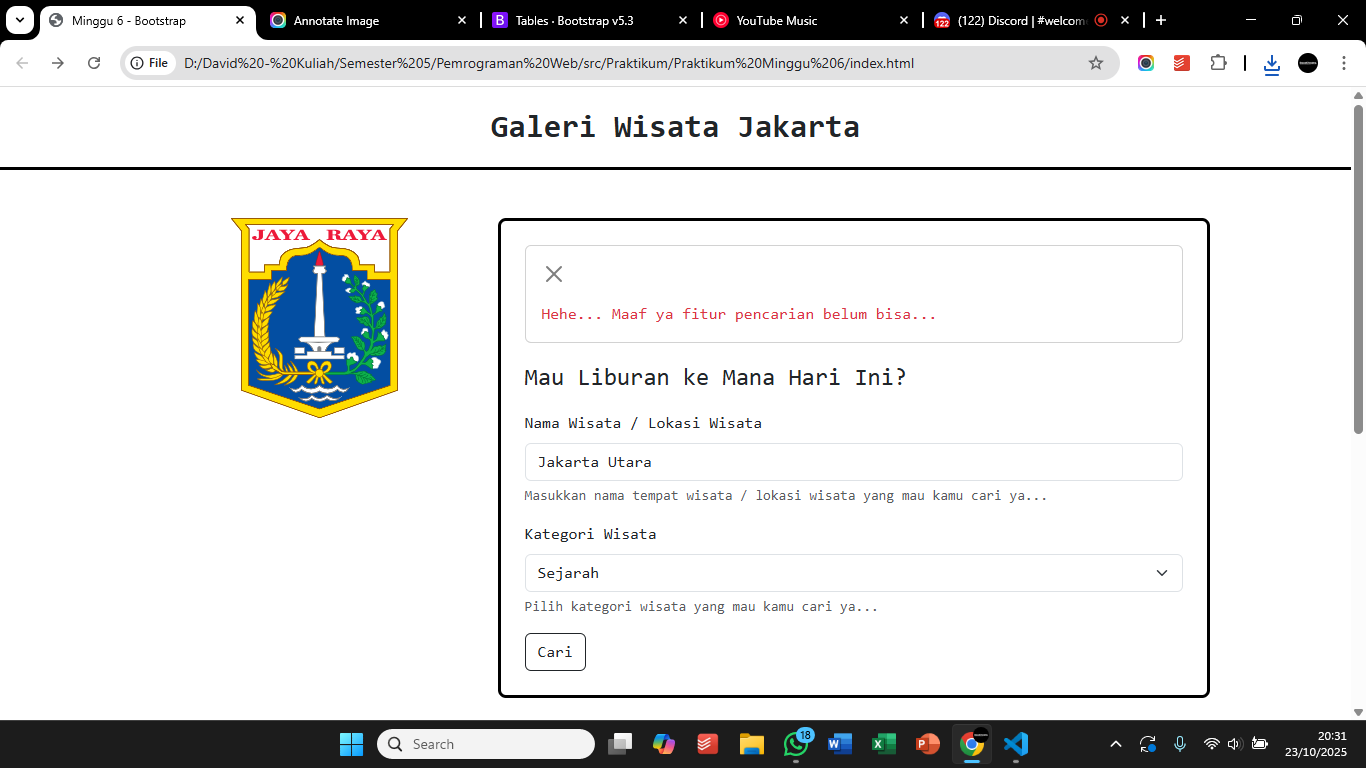 Minggu 6 - Bootstrap
Annotate Image
Tables · Bootstrap v5.3
YouTube Music
122
(122) Discord | #welcom
File
D:/David%20-%20Kuliah/Semester%205/Pemrograman%20Web/src/Praktikum/Praktikum%20Minggu%206/index.html
Galeri Wisata Jakarta
JAYA RAYA
Hehe... Maaf ya fitur pencarian belum bisa...
Mau Liburan ke Mana Hari Ini?
Nama Wisata / Lokasi Wisata
Jakarta Utara
Masukkan nama tempat wisata / lokasi wisata yang mau kamu cari ya...
Kategori Wisata
Sejarah
Pilih kategori wisata yang mau kamu cari ya...
Cari
Search
18
20:31
23/10/2025